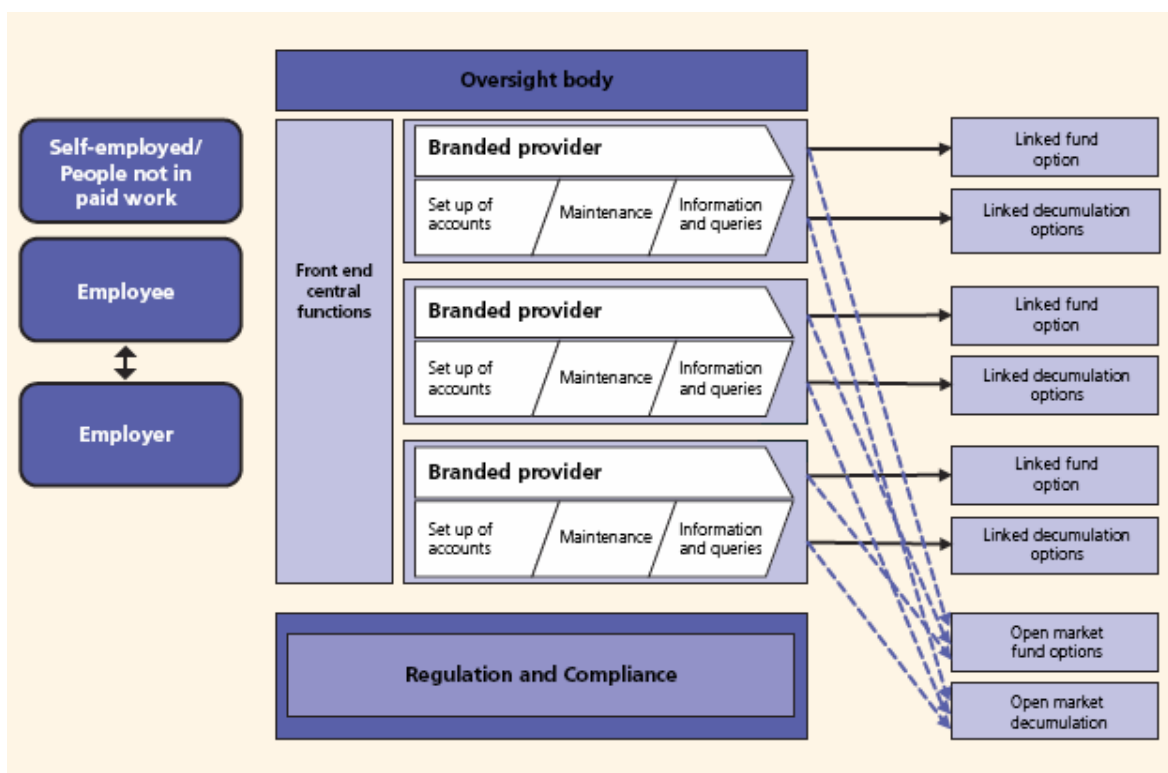 Oversight body
Self-employed/
People not in
paid work
Employee
Employer
Front end
central
functions
Branded provider
Set up of
accounts
Maintenance
Information
and queries
Branded provider
Set up of
accounts
Maintenance
Information
and queries
Branded provider
Set up of
accounts
Maintenance
Information
and queries
Linked fund
option
Linked decumulation
options
Linked fund
option
Linked decumulation
options
Linked fund
option
Linked decumulation
options
Open market
fund options
Open market
decumulation
Regulation and Compliance